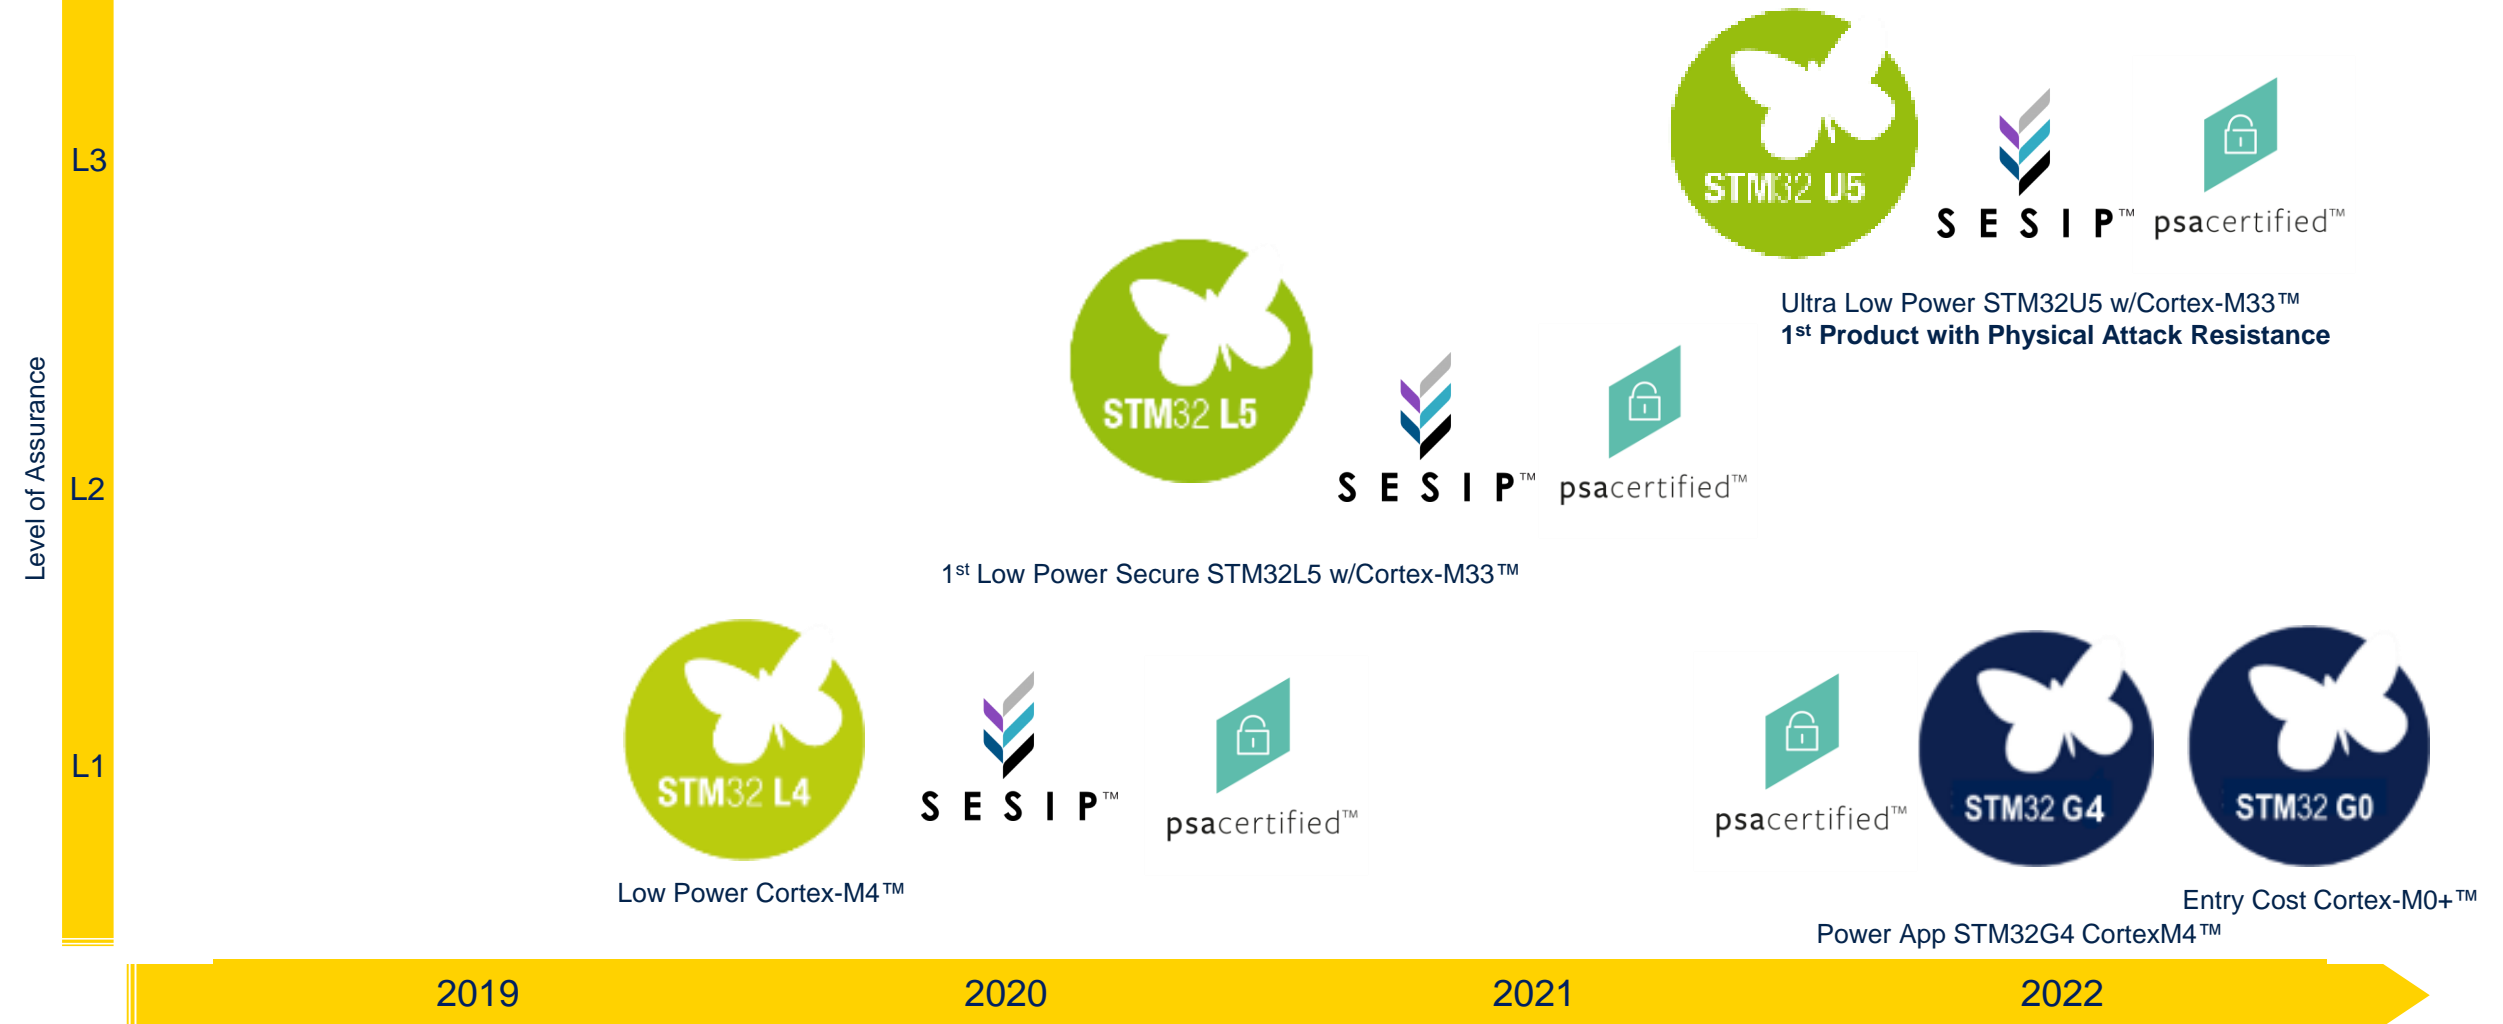 Level of Assurance
L3
STM32 U5
SESIP™
psacertified™
Ultra Low Power STM32U5 w/Cortex-M33™
1st Product with Physical Attack Resistance
L2
STM32 L5
SESIP™
psacertified™
1st Low Power Secure STM32L5 w/Cortex-M33™
L1
STM32 L4
SESIP™
psacertified™
Low Power Cortex-M4™
psacertified™
STM32 G4
STM32 G0
Entry Cost Cortex-M0+™
Power App STM32G4 CortexM4™
2019
2020
2021
2022